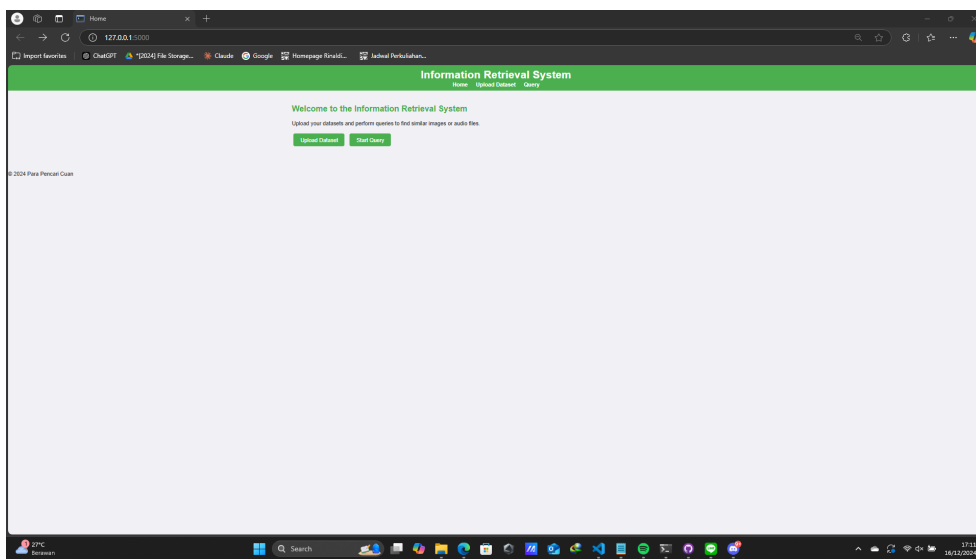 Home
127.0.0.1:5000
Import favorites ChatGPT *[2024] File Storage... Claude Google Homepage Rinaldi... Jadwal Perkuliahan...
Information Retrieval System
Home Upload Dataset Query
Welcome to the Information Retrieval System
Upload your datasets and perform queries to find similar images or audio files.
Upload Dataset Start Query
© 2024 Para Pencari Cuan
27°C
Berawan
Search
17:11
16/12/2024